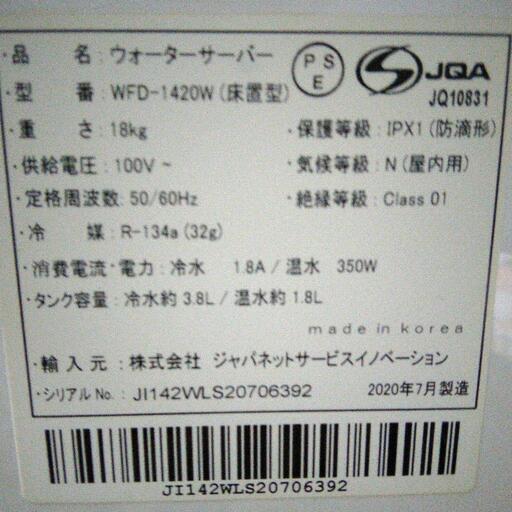 ・品　名：ウォーターサーバー
PSE
JQA
JQ10831
・型　番：WFD-1420W（床置型）
・重　さ：18kg
・保護等級：IPX1（防滴形）
・供給電圧：100V～
・気候等級：N（屋内用）
・定格周波数：50/60Hz
・絶縁等級：Class 01
・冷　媒：R-134a（32g）
・消費電流・電力：冷水　1.8A / 温水　350W
・タンク容量：冷水約3.8L / 温水約1.8L
made in korea
・輸入元：株式会社 ジャパネットサービスイノベーション
・シリアルNo.：JI142WLS20706392
2020年7月製造
JI142WLS20706392